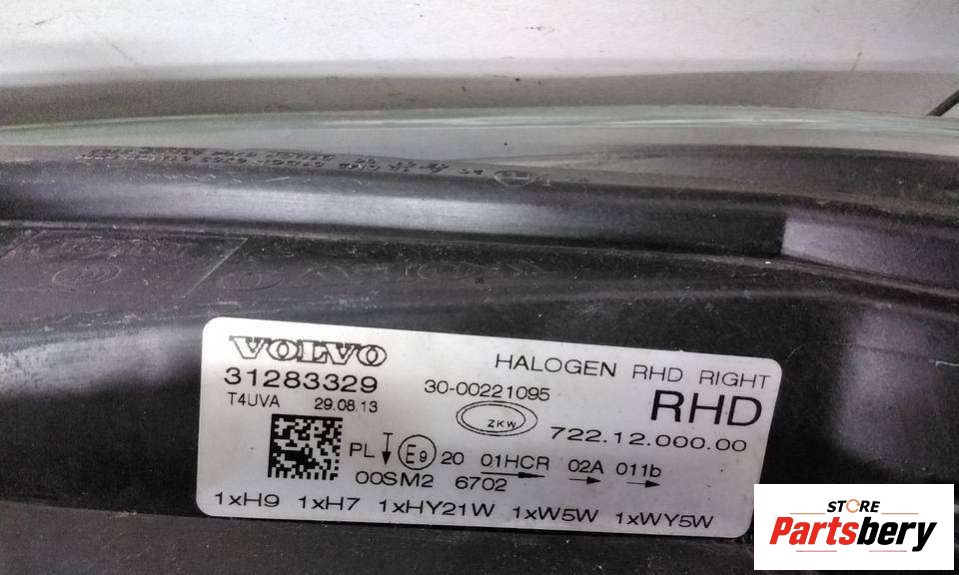 VOLVO
HALOGEN RHD RIGHT
31283329
30-00221095
RHD
T4UVA 29.08.13
ZKW
722.12.000.00
PL E9 20 01HCR 02A 011b
00SM2 6702
1xH9 1xH7 1xHY21W 1xW5W 1xWY5W
STORE
Partsbery